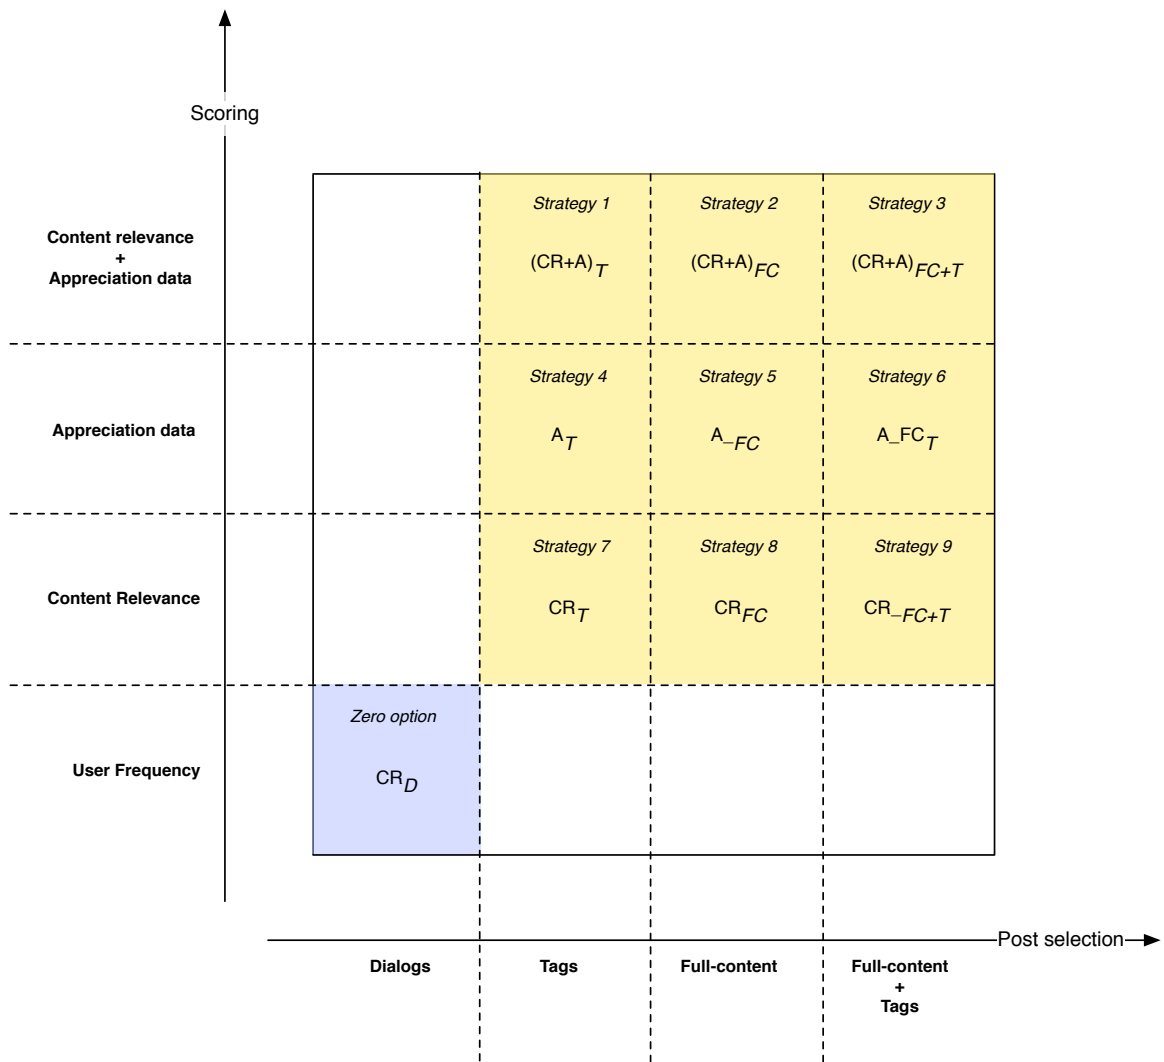 Scoring
Strategy 1
Strategy 2
Strategy 3
Content relevance
+
Appreciation data
(CR+A)T
(CR+A)FC
(CR+A)FC+T
Strategy 4
Strategy 5
Strategy 6
Appreciation data
AT
A_FC
A_FCT
Strategy 7
Strategy 8
Strategy 9
Content Relevance
CRT
CRFC
CR_FC+T
Zero option
User Frequency
CRD
Post selection
Dialogs
Tags
Full-content
Full-content
+
Tags